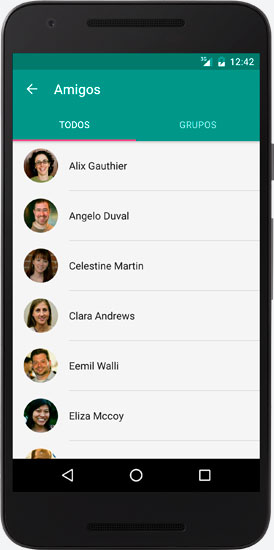 3G 12:42
Amigos
TODOS GRUPOS
Alix Gauthier
Angelo Duval
Celestine Martin
Clara Andrews
Eemil Walli
Eliza Mccoy